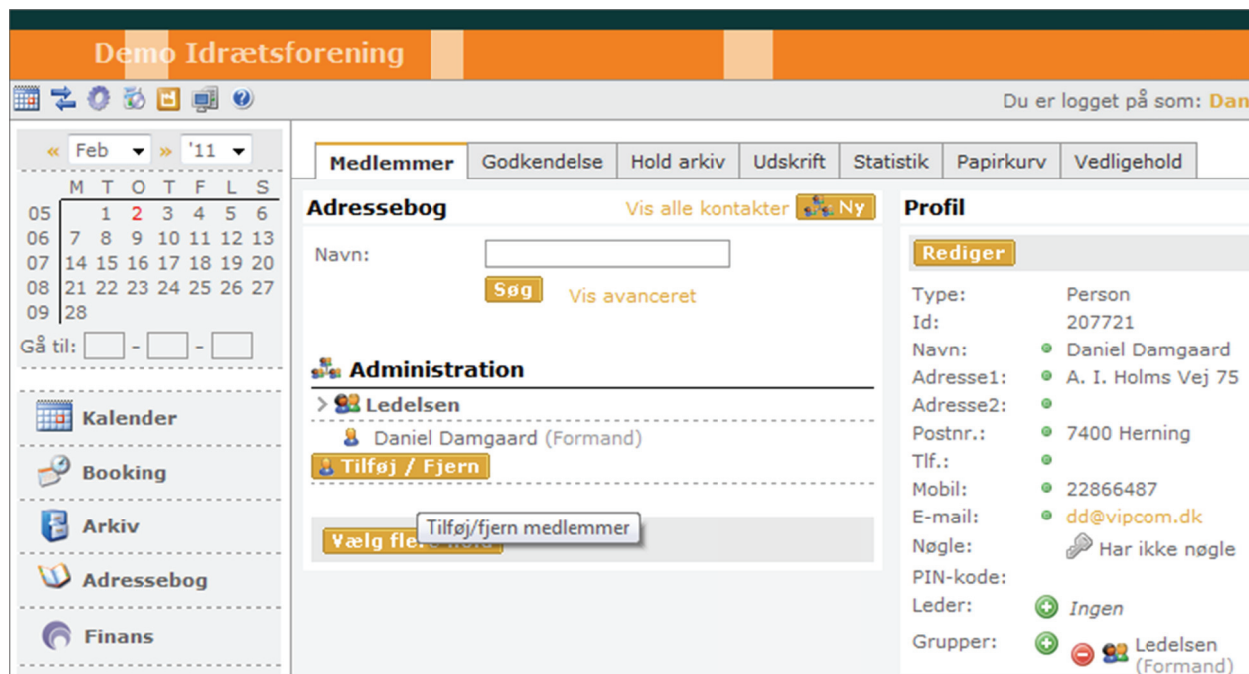 Demo Idrætsforening
Du er logget på som: Dan
« Feb » '11
M T O T F L S
05 1 2 3 4 5 6
06 7 8 9 10 11 12 13
07 14 15 16 17 18 19 20
08 21 22 23 24 25 26 27
09 28
Gå til: - -
Kalender
Booking
Arkiv
Adressebog
Finans
Medlemmer Godkendelse Hold arkiv Udskrift Statistik Papirkurv Vedligehold
Adressebog Vis alle kontakter Ny
Navn:
Søg Vis avanceret
Administration
> Ledelsen
Daniel Damgaard (Formand)
Tilføj / Fjern
Tilføj/fjern medlemmer
Vælg
Profil
Rediger
Type: Person
Id: 207721
Navn: Daniel Damgaard
Adresse1: A. I. Holms Vej 75
Adresse2:
Postnr.: 7400 Herning
Tlf.:
Mobil: 22866487
E-mail: dd@vipcom.dk
Nøgle: Har ikke nøgle
PIN-kode:
Leder: Ingen
Grupper: Ledelsen
(Formand)